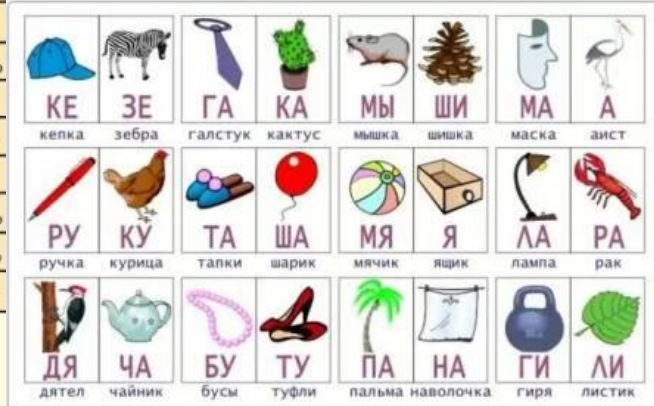 КЕ ЗЕ ГА КА МЫ ШИ МА А
кепка зебра галстук кактус мышка шишка маска аист
РУ КУ ТА ША МЯ Я ЛА РА
ручка курица тапки шарик мячик ящик лампа рак
ДЯ ЧА БУ ТУ ПА НА ГИ ЛИ
дятел чайник бусы туфли пальма наволочка гиря листик